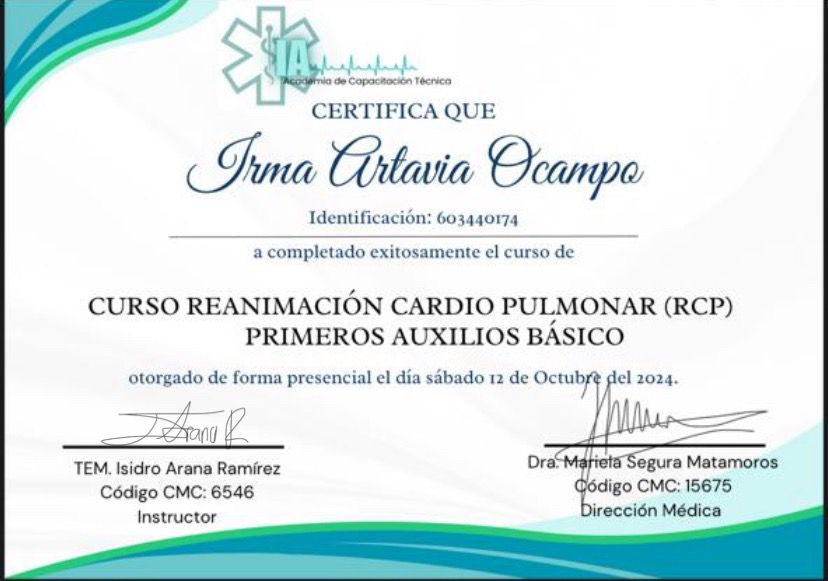 IA
Academia de Capacitación Técnica
CERTIFICA QUE
Irma Artavia Ocampo
Identificación: 603440174
a completado exitosamente el curso de
CURSO REANIMACIÓN CARDIO PULMONAR (RCP)
PRIMEROS AUXILIOS BÁSICO
otorgado de forma presencial el día sábado 12 de Octubre del 2024.
I Arana R
TEM. Isidro Arana Ramírez
Código CMC: 6546
Instructor
Dra. Mariela Segura Matamoros
Código CMC: 15675
Dirección Médica